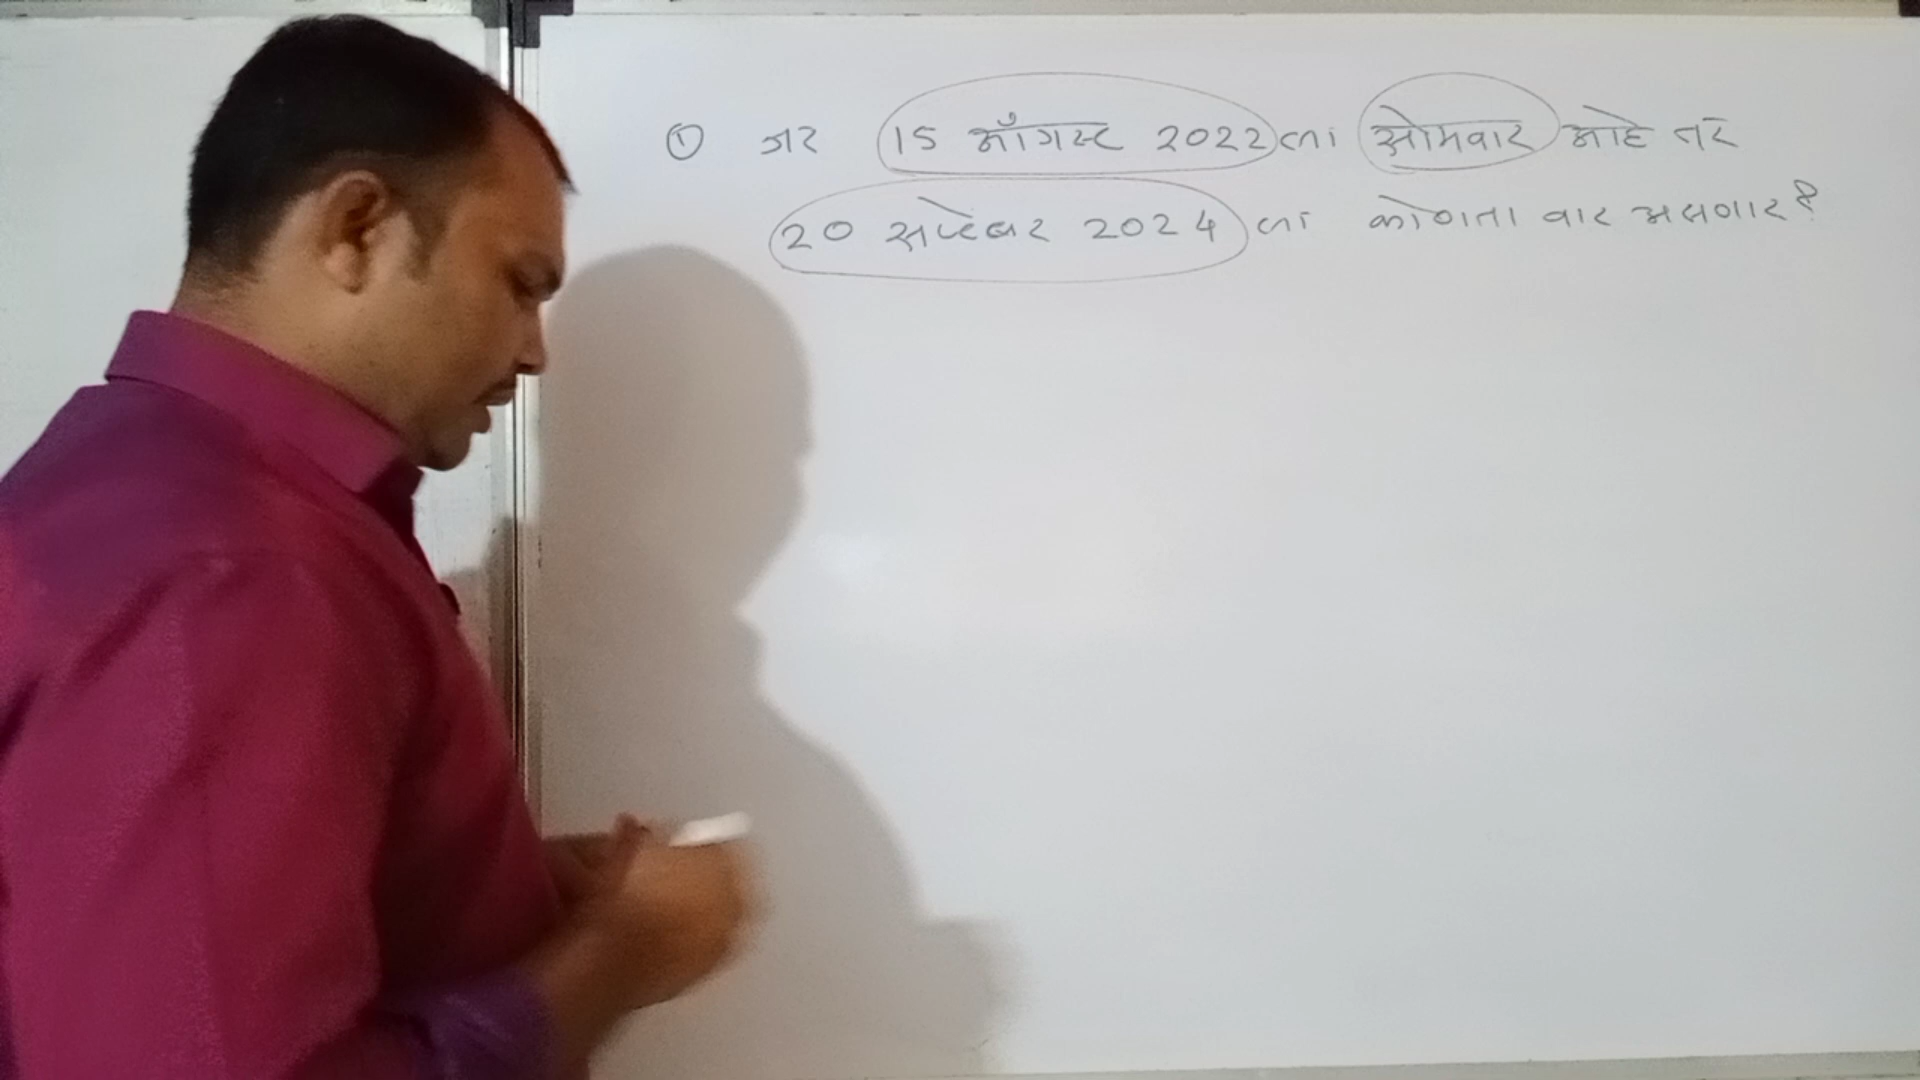 ① जर 15 ऑगस्ट 2022 ला सोमवार आहे तर
20 सप्टेंबर 2024 ला कोणता वार असणार?